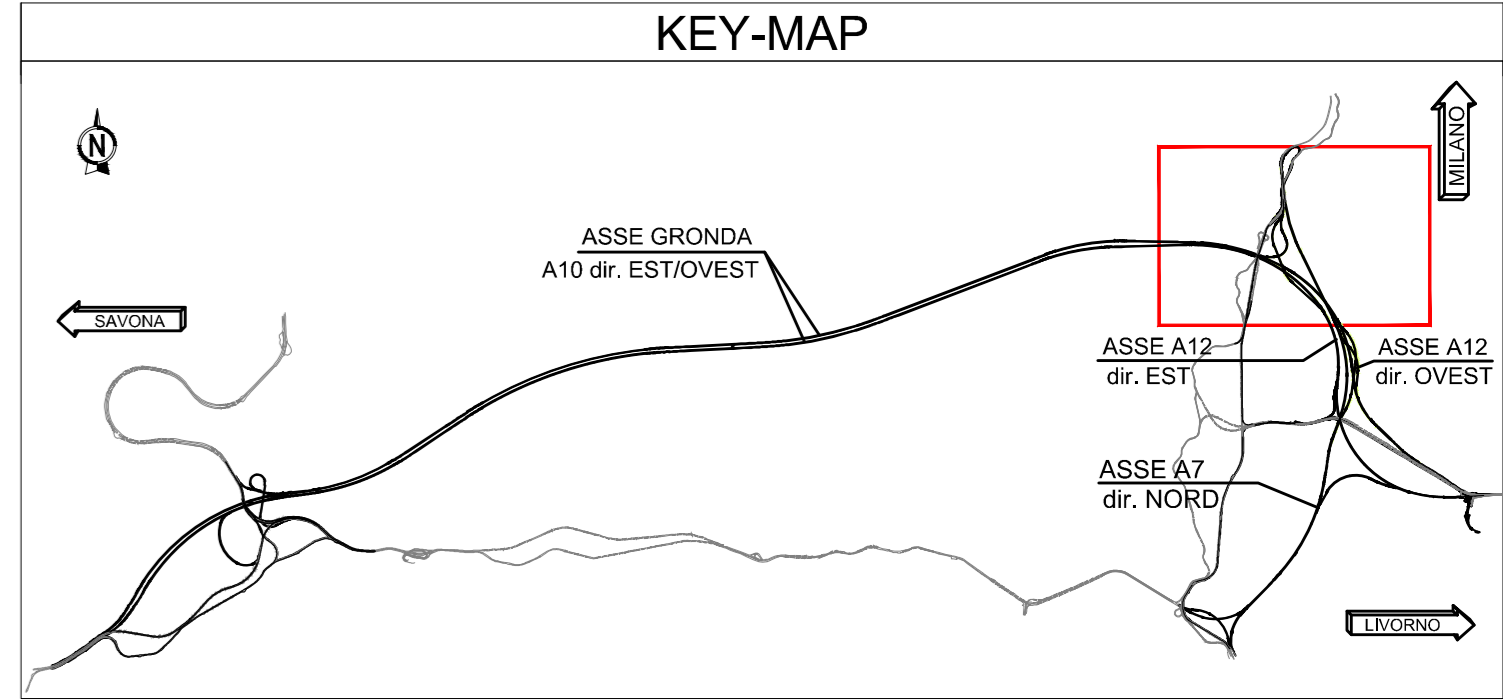 KEY-MAP
N
MILANO
ASSE GRONDA
A10 dir. EST/OVEST
SAVONA
ASSE A12
dir. EST
ASSE A12
dir. OVEST
ASSE A7
dir. NORD
LIVORNO